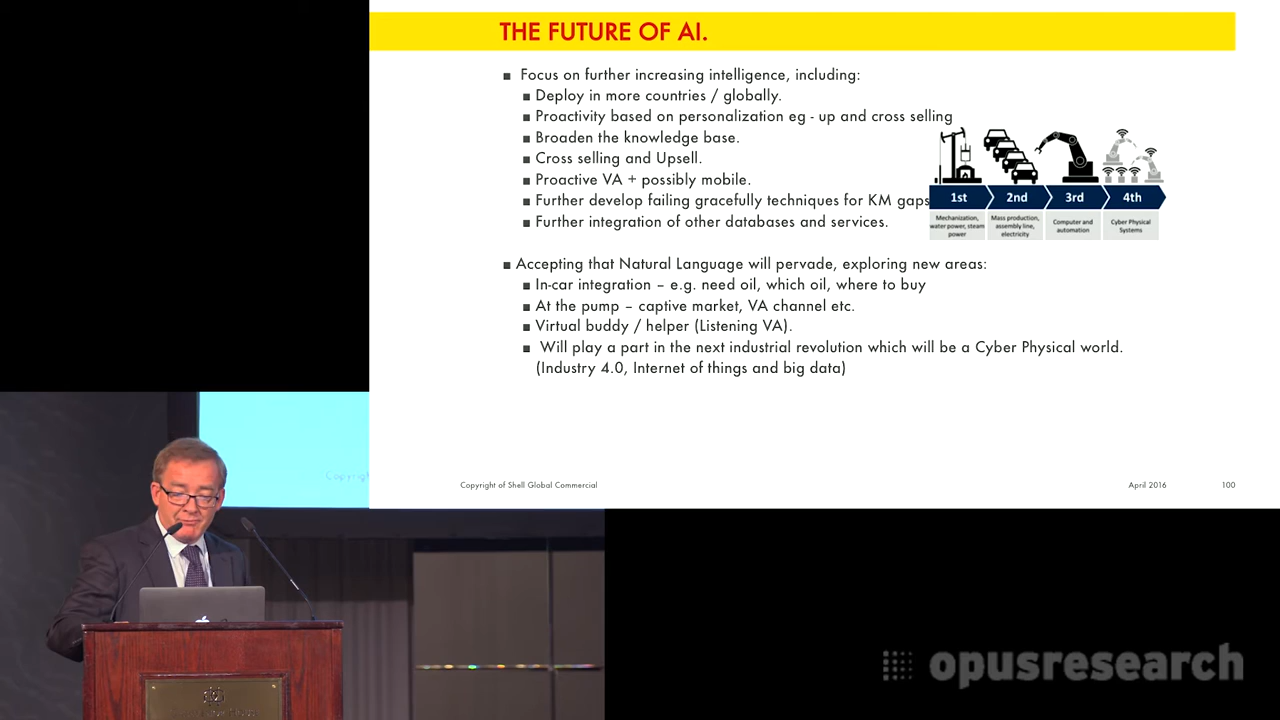 THE FUTURE OF AI.
■ Focus on further increasing intelligence, including:
■ Deploy in more countries / globally.
■ Proactivity based on personalization eg - up and cross selling
■ Broaden the knowledge base.
■ Cross selling and Upsell.
■ Proactive VA + possibly mobile.
■ Further develop failing gracefully techniques for KM gaps
■ Further integration of other databases and services.
1st 2nd 3rd 4th
Mechanization, water power, steam power
Mass production, assembly line, electricity
Computer and automation
Cyber Physical Systems
■ Accepting that Natural Language will pervade, exploring new areas:
■ In-car integration – e.g. need oil, which oil, where to buy
■ At the pump – captive market, VA channel etc.
■ Virtual buddy / helper (Listening VA).
■ Will play a part in the next industrial revolution which will be a Cyber Physical world.
(Industry 4.0, Internet of things and big data)
Copyright of Shell Global Commercial April 2016 100
Copyrigh
opusresearch